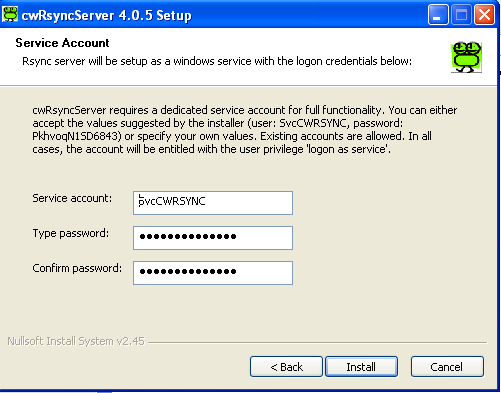 cwRsyncServer 4.0.5 Setup
Service Account
Rsync server will be setup as a windows service with the logon credentials below:
cwRsyncServer requires a dedicated service account for full functionality. You can either
accept the values suggested by the installer (user: SvcCWRSYNC, password:
PkhvoqN1SD6843) or specify your own values. Existing accounts are allowed. In all
cases, the account will be entitled with the user privilege 'logon as service'.
Service account: SvcCWRSYNC
Type password: ●●●●●●●●●●●●●●
Confirm password: ●●●●●●●●●●●●●●
Nullsoft Install System v2.45
< Back Install Cancel